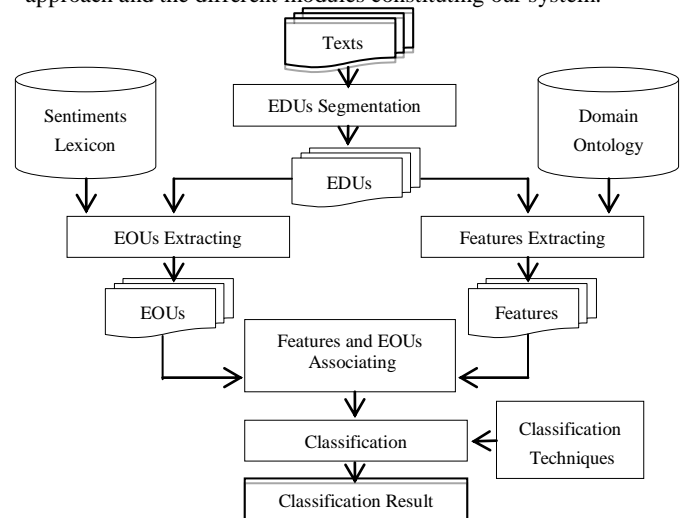 approach and the different modules constituting our system.
Texts
EDUs Segmentation
Sentiments
Lexicon
Domain
Ontology
EDUs
EOUs Extracting
Features Extracting
EOUs
Features
Features and EOUs
Associating
Classification
Classification
Techniques
Classification Result